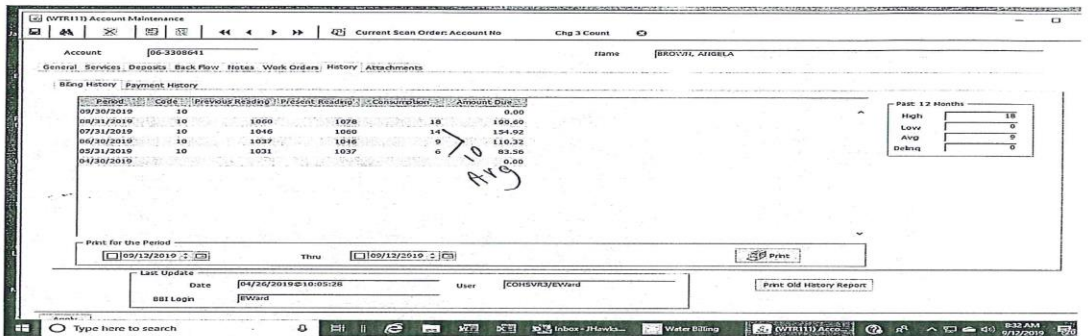 (WTR111) Account Maintenance
Current Scan Order: Account No Chg 3 Count
Account 06-3308641 Name BROWN, ANGELA
General Services Deposits Back Flow Notes Work Orders History Attachments
Billing History Payment History
Period Code Previous Reading Present Reading Consumption Amount Due
09/30/2019 10 0.00
08/31/2019 10 1060 1078 18 190.60
07/31/2019 10 1046 1060 14 154.92
06/30/2019 10 1037 1046 9 110.32
05/31/2019 10 1031 1037 6 83.56
04/30/2019 0.00
10
Avg
Past 12 Months
High 18
Low 0
Avg 9
Delinq 0
Print for the Period
09/12/2019 Thru 09/12/2019 Print
Last Update
Date 04/26/2019@10:05:28 User COHSVR3/EWard
BBI Login EWard
Print Old History Report
Type here to search
Inbox - JHawks... Water Billing (WTR111) Acco...
8:32 AM
9/12/2019